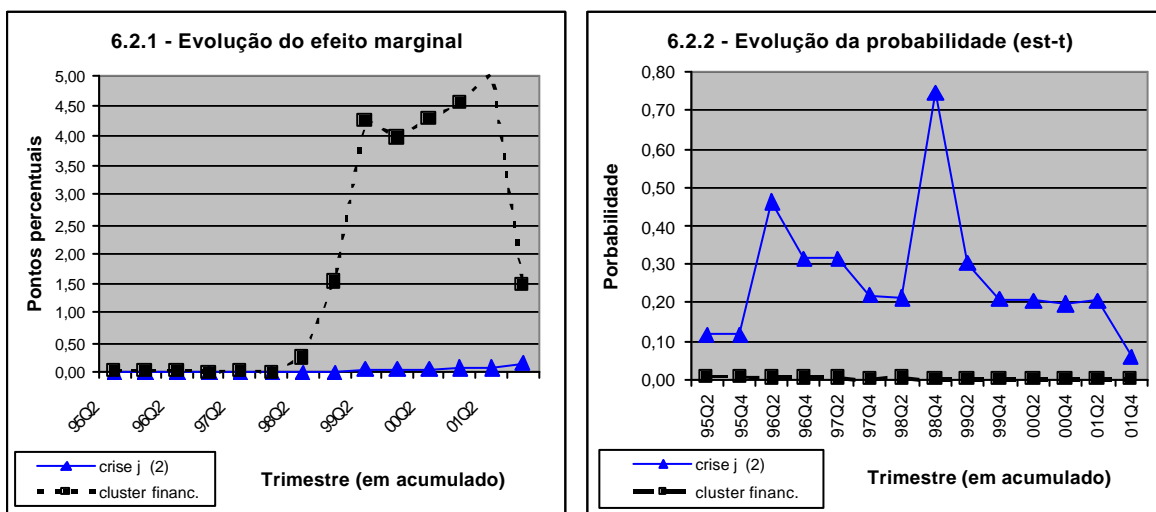 6.2.1 - Evolução do efeito marginal
Pontos percentuais
5,00
4,50
4,00
3,50
3,00
2,50
2,00
1,50
1,00
0,50
0,00
95Q2
96Q2
97Q2
98Q2
99Q2
00Q2
01Q2
crise j (2)
cluster financ.
Trimestre (em acumulado)
6.2.2 - Evolução da probabilidade (est-t)
Porbabilidade
0,80
0,70
0,60
0,50
0,40
0,30
0,20
0,10
0,00
95Q2
95Q4
96Q2
96Q4
97Q2
97Q4
98Q2
98Q4
99Q2
99Q4
00Q2
00Q4
01Q2
01Q4
crise j (2)
cluster financ.
Trimestre (em acumulado)